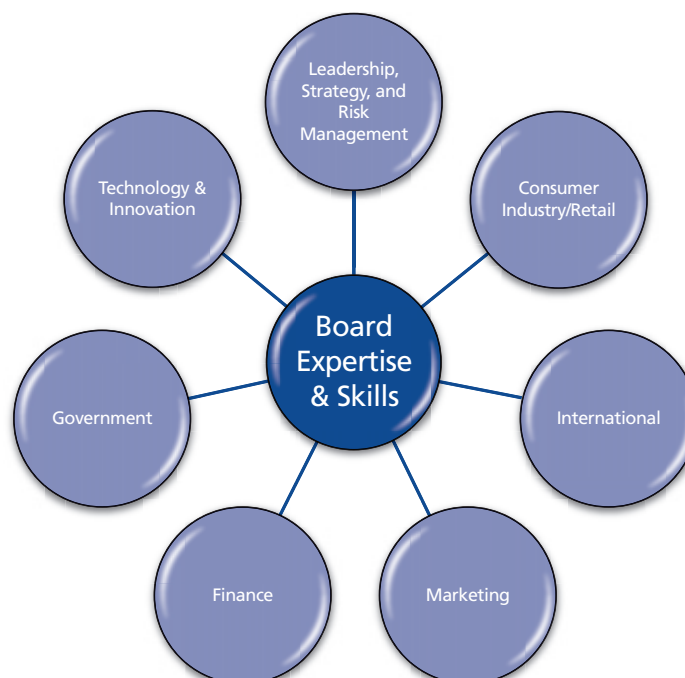 Leadership,
Strategy, and
Risk
Management
Technology &
Innovation
Consumer
Industry/Retail
Board
Expertise
& Skills
Government
International
Finance
Marketing